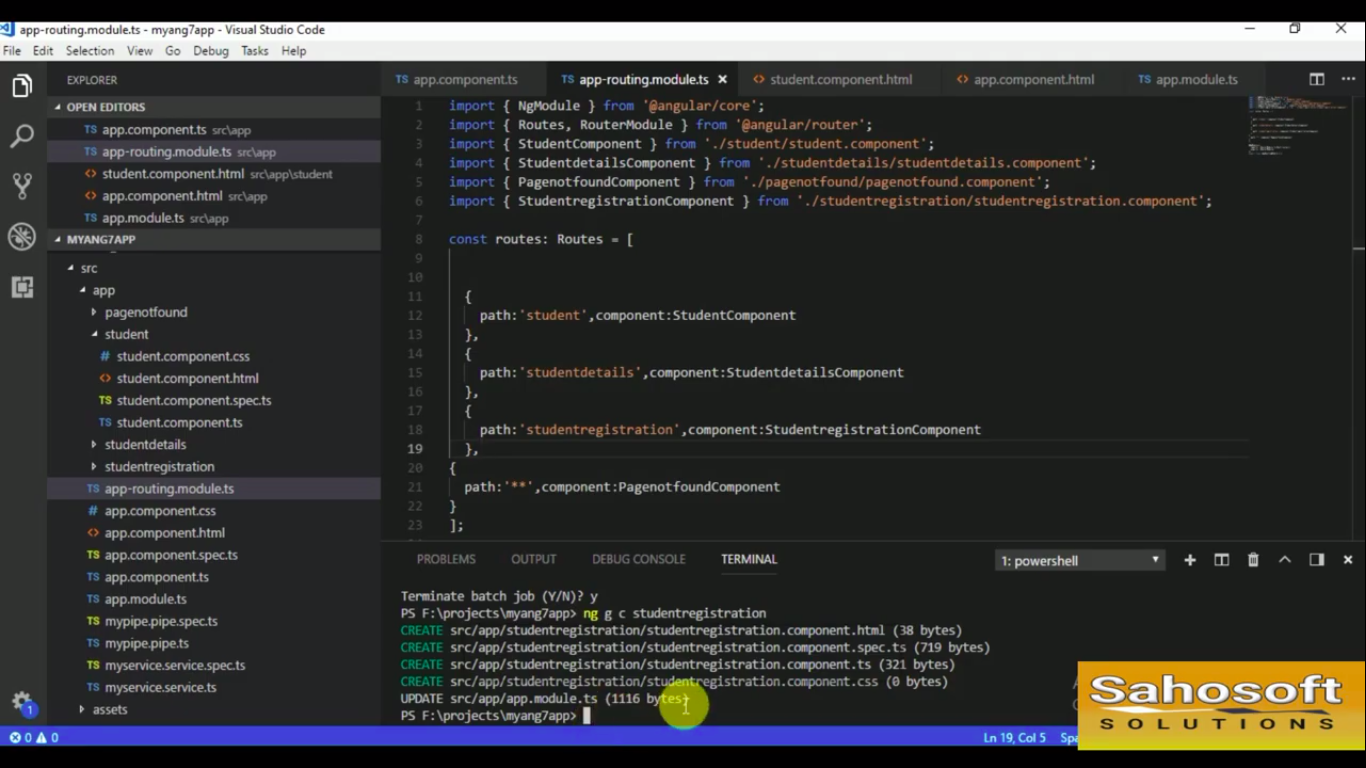 app-routing.module.ts - myang7app - Visual Studio Code
File Edit Selection View Go Debug Tasks Help
EXPLORER
OPEN EDITORS
TS app.component.ts src\app
TS app-routing.module.ts src\app
<> student.component.html src\app\student
<> app.component.html src\app
TS app.module.ts src\app
MYANG7APP
src
app
pagenotfound
student
# student.component.css
<> student.component.html
TS student.component.spec.ts
TS student.component.ts
studentdetails
studentregistration
TS app-routing.module.ts
# app.component.css
<> app.component.html
TS app.component.spec.ts
TS app.component.ts
TS app.module.ts
TS mypipe.pipe.spec.ts
TS mypipe.pipe.ts
TS myservice.service.spec.ts
TS myservice.service.ts
assets
1
TS app.component.ts TS app-routing.module.ts × <> student.component.html <> app.component.html TS app.module.ts
1 import { NgModule } from '@angular/core';
2 import { Routes, RouterModule } from '@angular/router';
3 import { StudentComponent } from './student/student.component';
4 import { StudentdetailsComponent } from './studentdetails/studentdetails.component';
5 import { PagenotfoundComponent } from './pagenotfound/pagenotfound.component';
6 import { StudentregistrationComponent } from './studentregistration/studentregistration.component';
7
8 const routes: Routes = [
9
10
11 {
12 path:'student',component:StudentComponent
13 },
14 {
15 path:'studentdetails',component:StudentdetailsComponent
16 },
17 {
18 path:'studentregistration',component:StudentregistrationComponent
19 },
20 {
21 path:'**',component:PagenotfoundComponent
22 }
23 ];
PROBLEMS OUTPUT DEBUG CONSOLE TERMINAL 1: powershell
Terminate batch job (Y/N)? y
PS F:\projects\myang7app> ng g c studentregistration
CREATE src/app/studentregistration/studentregistration.component.html (38 bytes)
CREATE src/app/studentregistration/studentregistration.component.spec.ts (719 bytes)
CREATE src/app/studentregistration/studentregistration.component.ts (321 bytes)
CREATE src/app/studentregistration/studentregistration.component.css (0 bytes)
UPDATE src/app/app.module.ts (1116 bytes)
PS F:\projects\myang7app>
0 0 Ln 19, Col 5
Sahosoft
SOLUTIONS